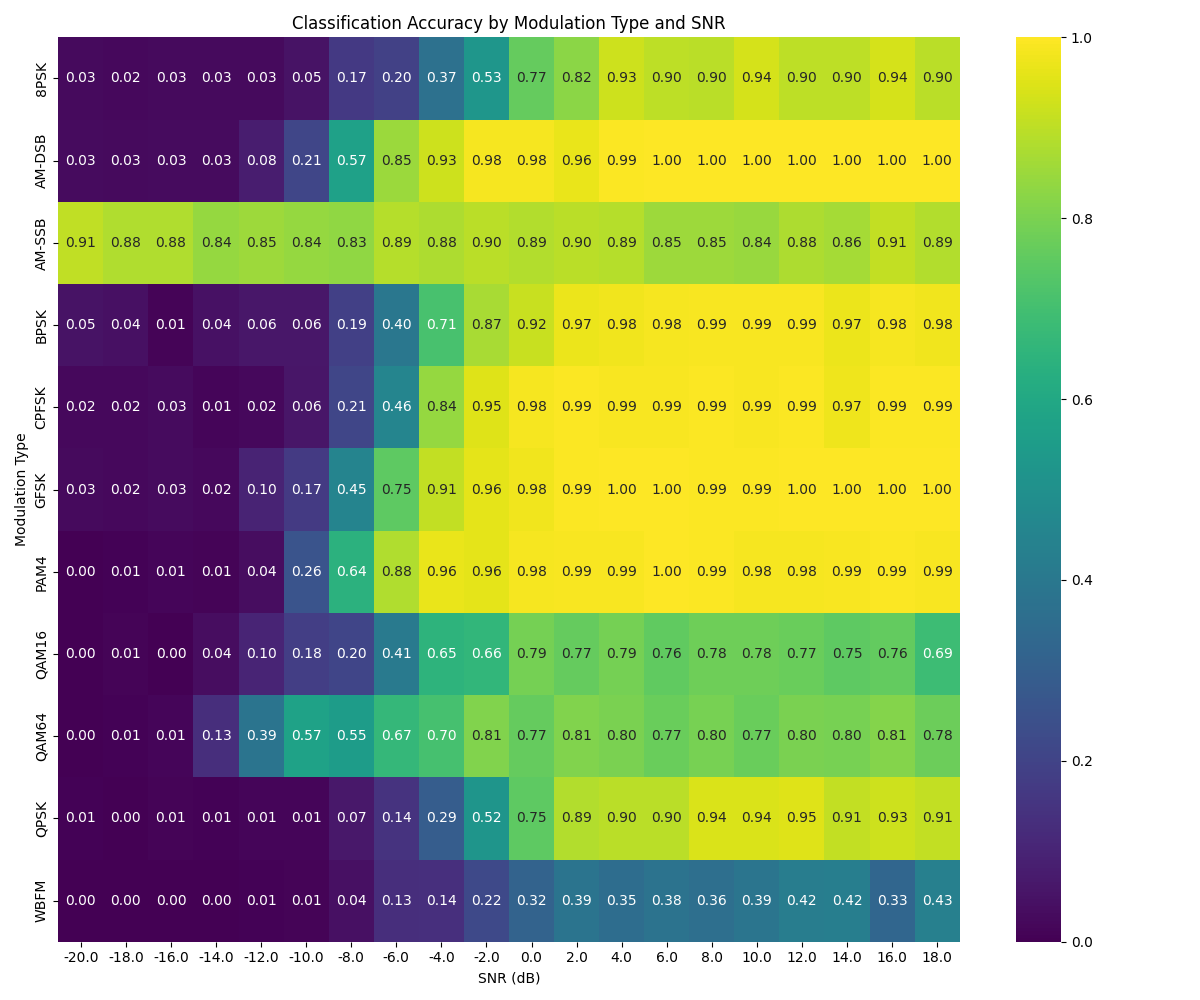 Classification Accuracy by Modulation Type and SNR
8PSK 0.03 0.02 0.03 0.03 0.03 0.05 0.17 0.20 0.37 0.53 0.77 0.82 0.93 0.90 0.90 0.94 0.90 0.90 0.94 0.90
AM-DSB 0.03 0.03 0.03 0.03 0.08 0.21 0.57 0.85 0.93 0.98 0.98 0.96 0.99 1.00 1.00 1.00 1.00 1.00 1.00 1.00
AM-SSB 0.91 0.88 0.88 0.84 0.85 0.84 0.83 0.89 0.88 0.90 0.89 0.90 0.89 0.85 0.85 0.84 0.88 0.86 0.91 0.89
BPSK 0.05 0.04 0.01 0.04 0.06 0.06 0.19 0.40 0.71 0.87 0.92 0.97 0.98 0.98 0.99 0.99 0.99 0.97 0.98 0.98
CPFSK 0.02 0.02 0.03 0.01 0.02 0.06 0.21 0.46 0.84 0.95 0.98 0.99 0.99 0.99 0.99 0.99 0.99 0.97 0.99 0.99
GFSK 0.03 0.02 0.03 0.02 0.10 0.17 0.45 0.75 0.91 0.96 0.98 0.99 1.00 1.00 0.99 0.99 1.00 1.00 1.00 1.00
PAM4 0.00 0.01 0.01 0.01 0.04 0.26 0.64 0.88 0.96 0.96 0.98 0.99 0.99 1.00 0.99 0.98 0.98 0.99 0.99 0.99
QAM16 0.00 0.01 0.00 0.04 0.10 0.18 0.20 0.41 0.65 0.66 0.79 0.77 0.79 0.76 0.78 0.78 0.77 0.75 0.76 0.69
QAM64 0.00 0.01 0.01 0.13 0.39 0.57 0.55 0.67 0.70 0.81 0.77 0.81 0.80 0.77 0.80 0.77 0.80 0.80 0.81 0.78
QPSK 0.01 0.00 0.01 0.01 0.01 0.01 0.07 0.14 0.29 0.52 0.75 0.89 0.90 0.90 0.94 0.94 0.95 0.91 0.93 0.91
WBFM 0.00 0.00 0.00 0.00 0.01 0.01 0.04 0.13 0.14 0.22 0.32 0.39 0.35 0.38 0.36 0.39 0.42 0.42 0.33 0.43
-20.0 -18.0 -16.0 -14.0 -12.0 -10.0 -8.0 -6.0 -4.0 -2.0 0.0 2.0 4.0 6.0 8.0 10.0 12.0 14.0 16.0 18.0
SNR (dB)
Modulation Type
1.0
0.8
0.6
0.4
0.2
0.0